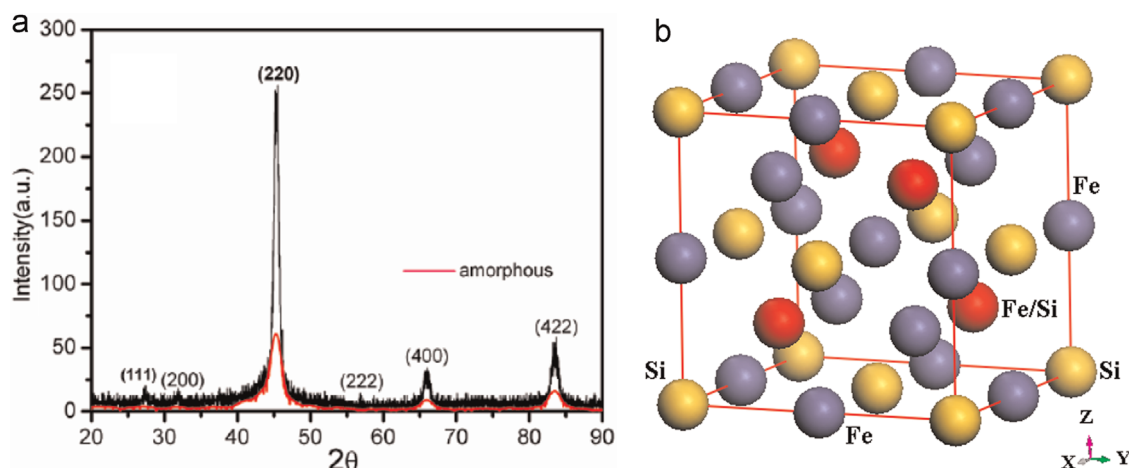 a
300
250
200
150
100
50
0
Intensity(a.u.)
(111)
(200)
(220)
(222)
(400)
(422)
amorphous
20
30
40
50
60
70
80
90
2θ
b
Fe
Fe/Si
Si
Si
Fe
Z
X
Y